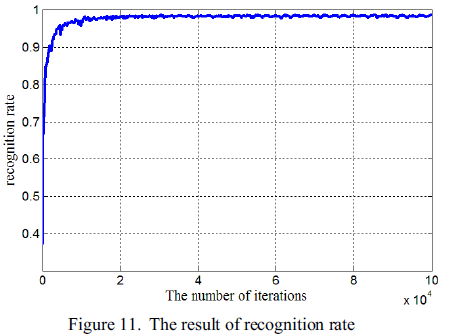 1
0.9
0.8
0.7
0.6
0.5
0.4
recognition rate
0 2 4 6 8 10
The number of iterations
x 10^4
Figure 11. The result of recognition rate